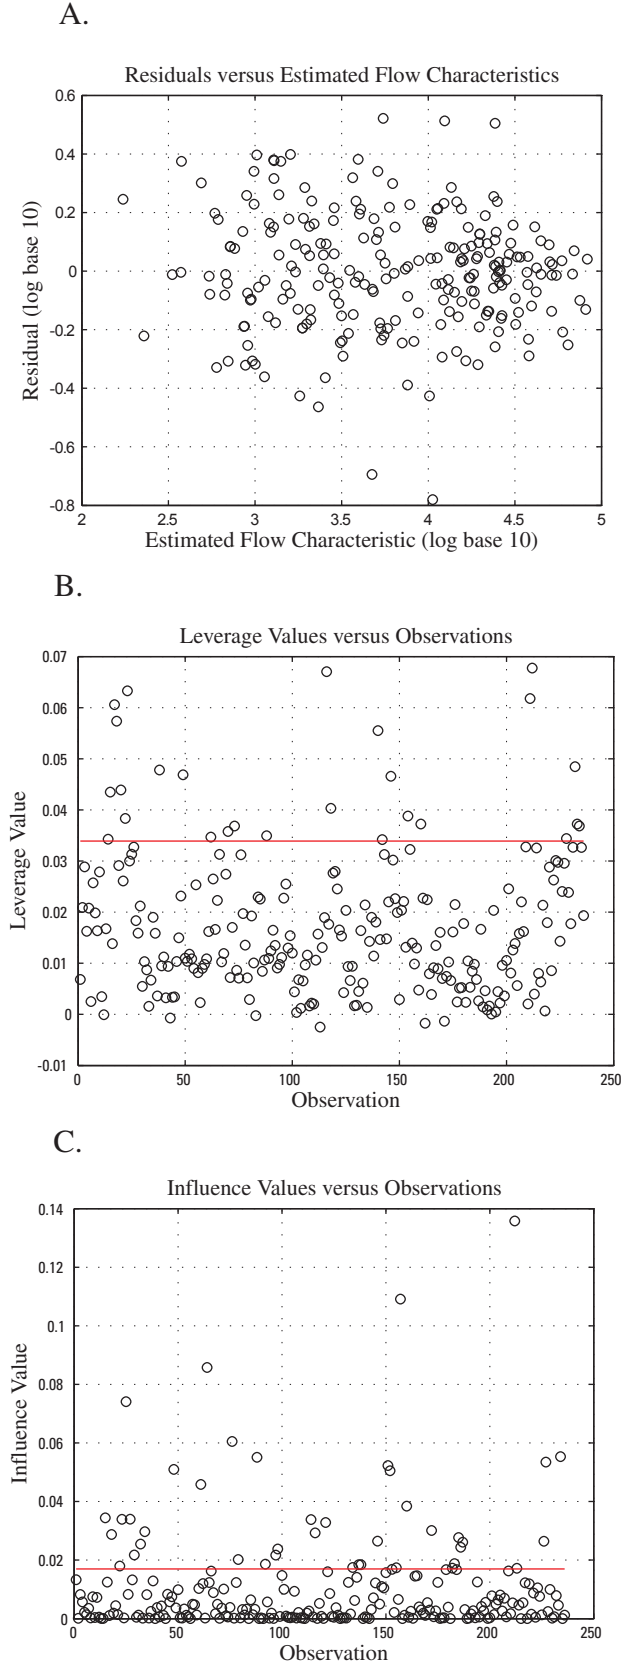 A.
Residuals versus Estimated Flow Characteristics
0.6
0.4
0.2
0
-0.2
-0.4
-0.6
-0.8
Residual (log base 10)
2 2.5 3 3.5 4 4.5 5
Estimated Flow Characteristic (log base 10)
B.
Leverage Values versus Observations
0.07
0.06
0.05
0.04
0.03
0.02
0.01
0
-0.01
Leverage Value
0 50 100 150 200 250
Observation
C.
Influence Values versus Observations
0.14
0.12
0.1
0.08
0.06
0.04
0.02
0
Influence Value
0 50 100 150 200 250
Observation